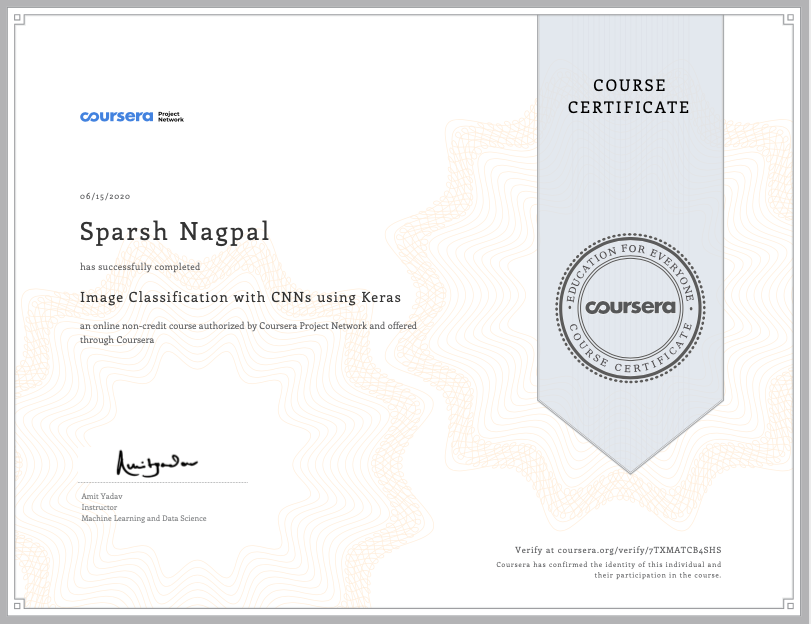 COURSE
CERTIFICATE
coursera Project
Network
06/15/2020
Sparsh Nagpal
has successfully completed
Image Classification with CNNs using Keras
an online non-credit course authorized by Coursera Project Network and offered
through Coursera
EDUCATION FOR EVERYONE
coursera
COURSE CERTIFICATE
Amit Yadav
Amit Yadav
Instructor
Machine Learning and Data Science
Verify at coursera.org/verify/7TXMATCB4SHS
Coursera has confirmed the identity of this individual and
their participation in the course.